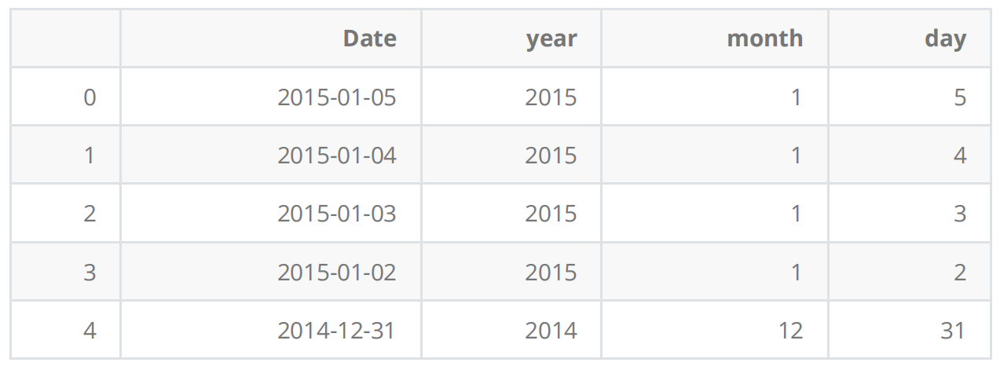 Date year month day
0 2015-01-05 2015 1 5
1 2015-01-04 2015 1 4
2 2015-01-03 2015 1 3
3 2015-01-02 2015 1 2
4 2014-12-31 2014 12 31